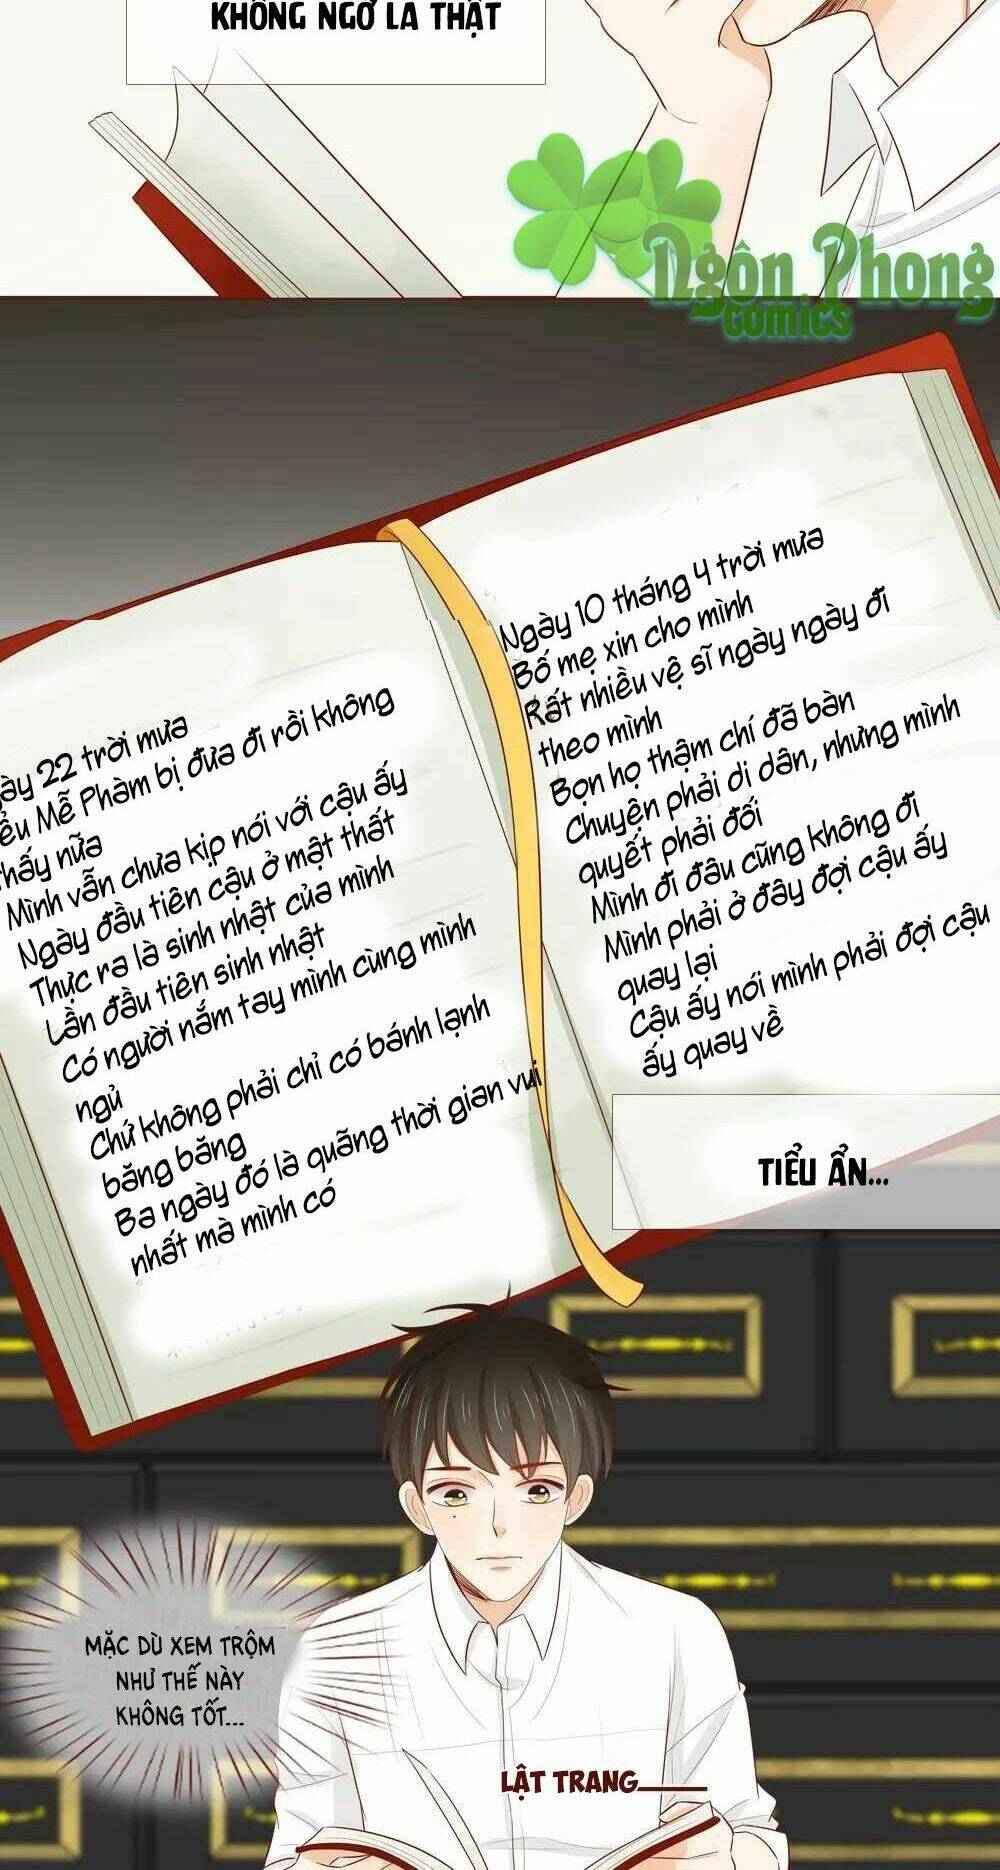 KHÔNG NGỜ LÀ THẬT
Ngôn Phong
comics
22 trời mưa
Mễ Phàm bị đưa đi rồi không
thấy nữa
Mình vẫn chưa kịp nói với cậu ấy
Ngày đầu tiên cậu ở mật thất
Thực ra là sinh nhật của mình
Lần đầu tiên sinh nhật
Có người nắm tay mình cùng mình
ngủ
Chứ không phải chỉ có bánh lạnh
băng băng
Ba ngày đó là quãng thời gian vui
nhất mà mình có
Ngày 10 tháng 4 trời mưa
Bố mẹ xin cho mình
Rất nhiều vệ sĩ ngày ngày đi
theo mình
Bọn họ thậm chí đã bàn
Chuyện phải di dân, nhưng mình
quyết phải đối
Mình đi đâu cũng không đi
Mình phải ở đây đợi cậu ấy
quay lại
Cậu ấy nói mình phải đợi cậu
ấy quay về
TIỂU ẨN...
MẶC DÙ XEM TRỘM
NHƯ THẾ NÀY
KHÔNG TỐT...
LẬT TRANG